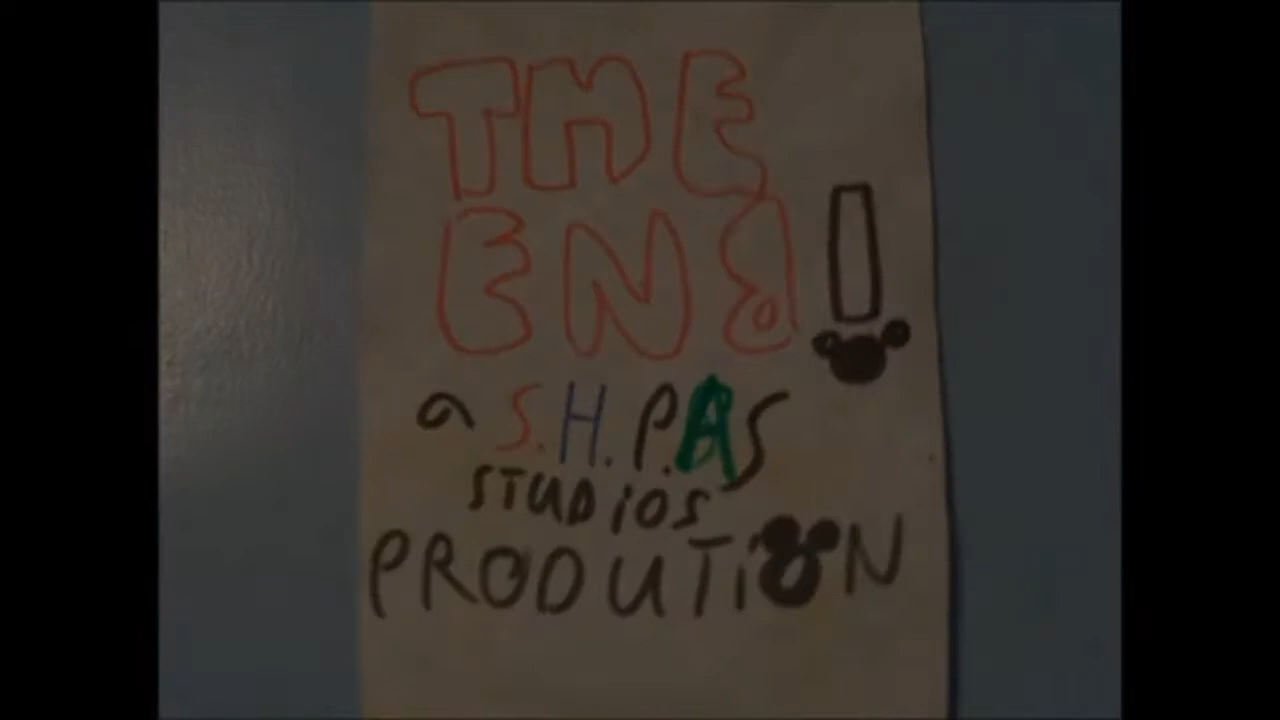 THE
END!
a S.H.P.AS
STUDiOS
PRODUTiON